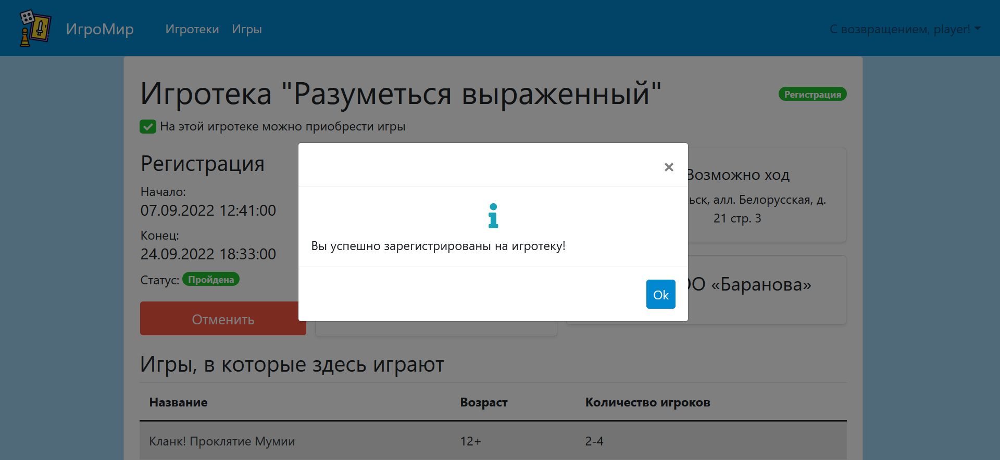 ИгроМир
Игротеки
Игры
С возвращением, player!
Игротека "Разуметься выраженный"
Регистрация
На этой игротеке можно приобрести игры
Регистрация
Начало:
07.09.2022 12:41:00
Конец:
24.09.2022 18:33:00
Статус: Пройдена
Отменить
×
Вы успешно зарегистрированы на игротеку!
Ok
Возможно ход
алл. Белорусская, д.
21 стр. 3
«Баранова»
Игры, в которые здесь играют
Название
Возраст
Количество игроков
Кланк! Проклятие Мумии
12+
2-4